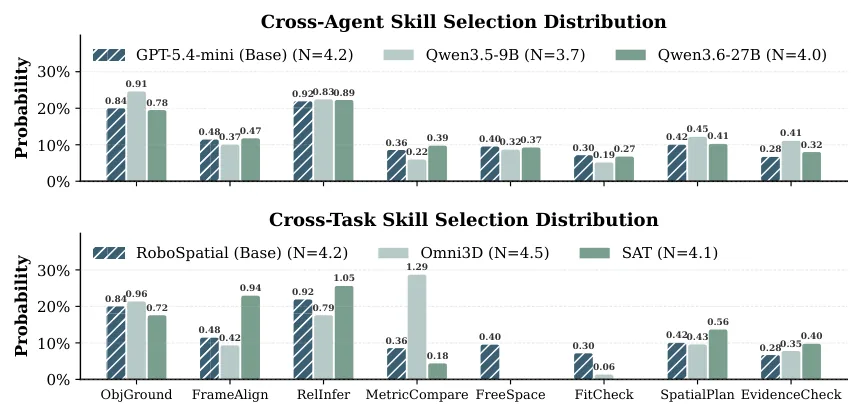 Cross-Agent Skill Selection Distribution
GPT-5.4-mini (Base) (N=4.2) Qwen3.5-9B (N=3.7) Qwen3.6-27B (N=4.0)
Probability
30%
20%
10%
0%
0.84 0.91 0.78 0.48 0.37 0.47 0.92 0.83 0.89 0.36 0.22 0.39 0.40 0.32 0.37 0.30 0.19 0.27 0.42 0.45 0.41 0.28 0.41 0.32
Cross-Task Skill Selection Distribution
RoboSpatial (Base) (N=4.2) Omni3D (N=4.5) SAT (N=4.1)
Probability
30%
20%
10%
0%
0.84 0.96 0.72 0.48 0.42 0.94 0.92 0.79 1.05 0.36 1.29 0.18 0.40 0.30 0.06 0.42 0.43 0.56 0.28 0.35 0.40
ObjGround FrameAlign RelInfer MetricCompare FreeSpace FitCheck SpatialPlan EvidenceCheck